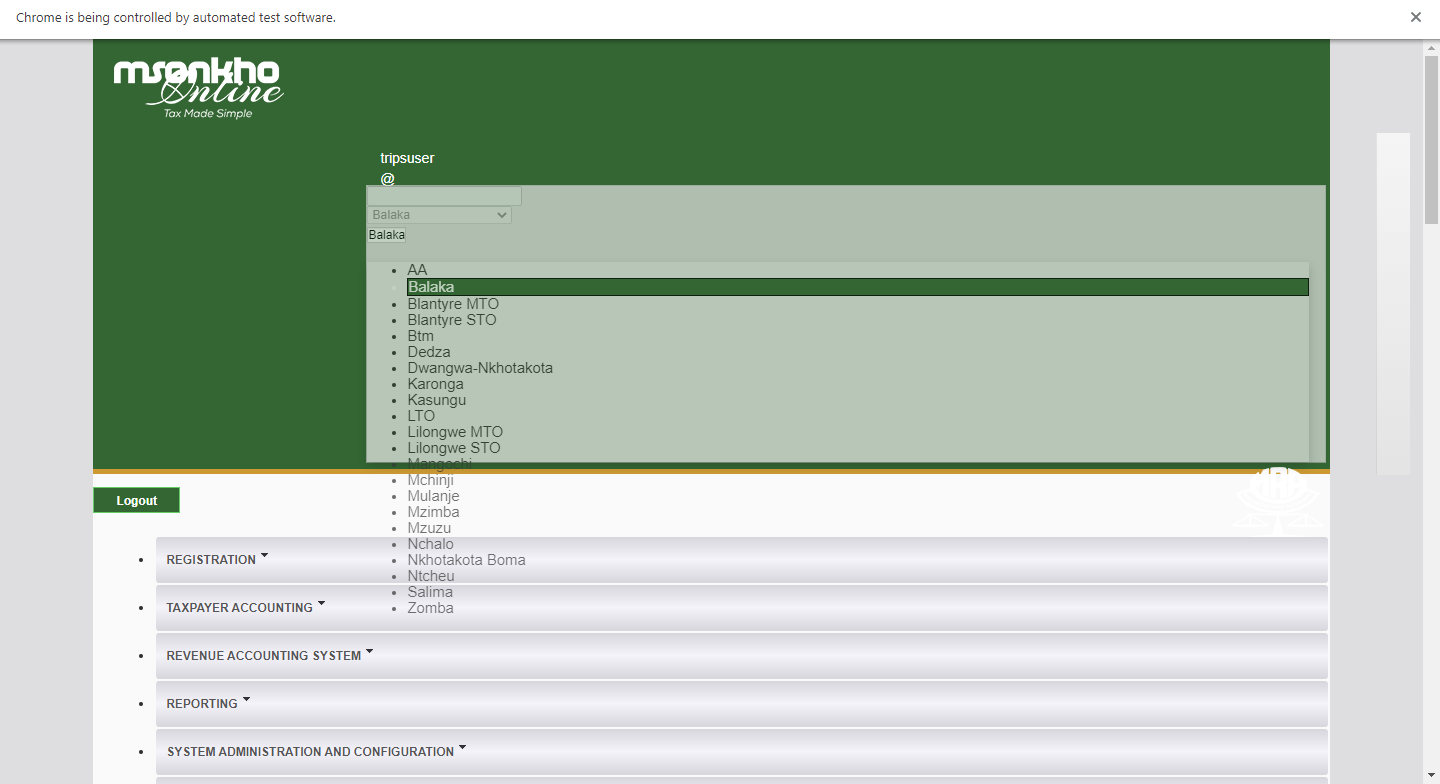 Chrome is being controlled by automated test software.
msonkho
Online
Tax Made Simple
tripsuser
@
Balaka
Balaka
AA
Balaka
Blantyre MTO
Blantyre STO
Btm
Dedza
Dwangwa-Nkhotakota
Karonga
Kasungu
LTO
Lilongwe MTO
Lilongwe STO
Mangochi
Mchinji
Mulanje
Mzimba
Mzuzu
Nchalo
Nkhotakota Boma
Ntcheu
Salima
Zomba
MRA
Logout
REGISTRATION
TAXPAYER ACCOUNTING
REVENUE ACCOUNTING SYSTEM
REPORTING
SYSTEM ADMINISTRATION AND CONFIGURATION